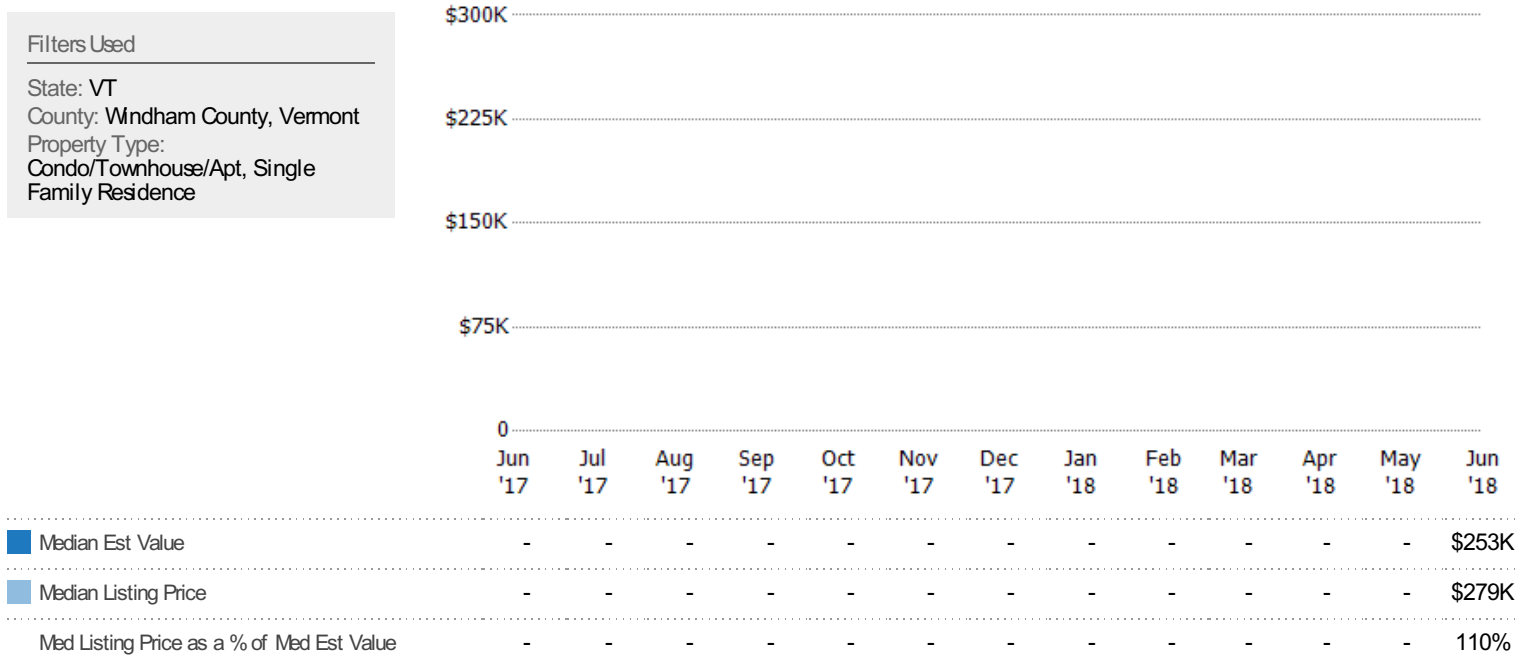 Filters Used
State: VT
County: Windham County, Vermont
Property Type:
Condo/Townhouse/Apt, Single
Family Residence
$300K
$225K
$150K
$75K
0
Jun Jul Aug Sep Oct Nov Dec Jan Feb Mar Apr May Jun
'17 '17 '17 '17 '17 '17 '17 '18 '18 '18 '18 '18 '18
Median Est Value - - - - - - - - - - - - $253K
Median Listing Price - - - - - - - - - - - - $279K
Med Listing Price as a % of Med Est Value - - - - - - - - - - - - 110%